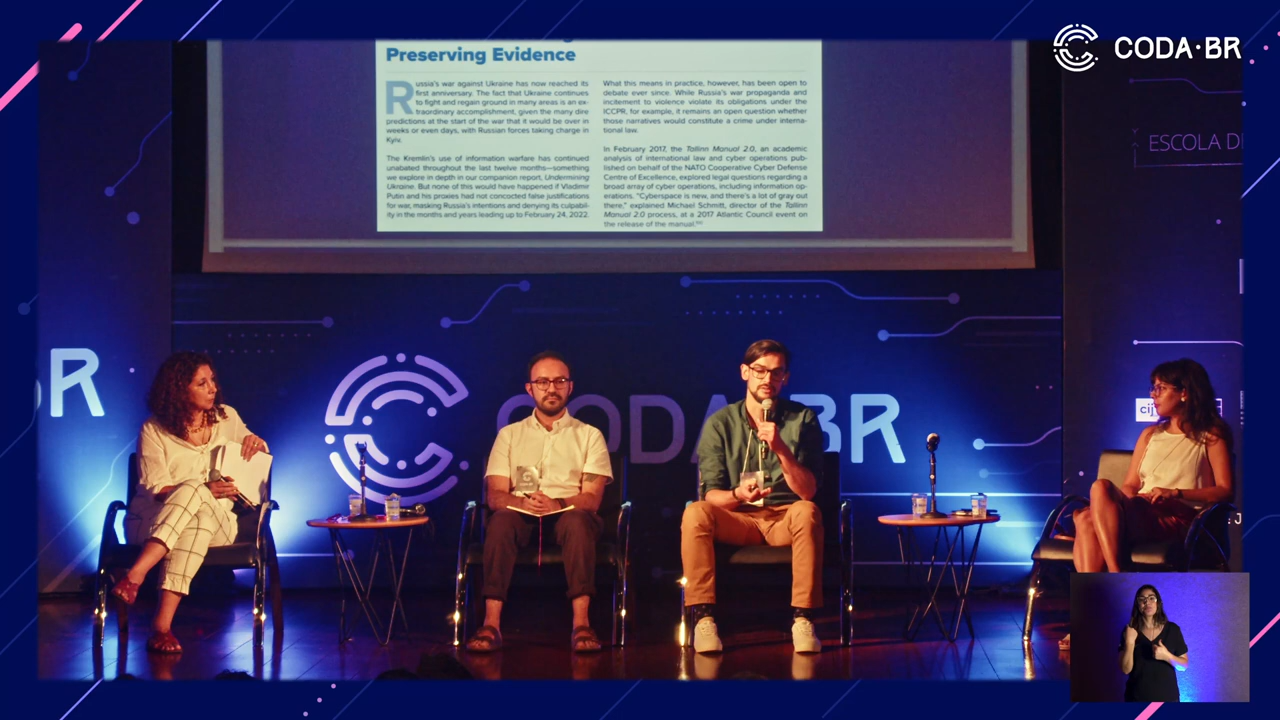 Preserving Evidence
Russia's war against Ukraine has now reached its
first anniversary. The fact that Ukraine continues
to fight and regain ground in many areas is an ex-
traordinary accomplishment, given the many dire
predictions at the start of the war that it would be over in
weeks or even days, with Russian forces taking charge in
Kyiv.
The Kremlin's use of information warfare has continued
unabated throughout the last twelve months—something
we explore in depth in our companion report, Undermining
Ukraine. But none of this would have happened if Vladimir
Putin and his proxies had not concocted false justifications
for war, masking Russia's intentions and denying its culpabil-
ity in the months and years leading up to February 24, 2022.
What this means in practice, however, has been open to
debate ever since. While Russia's war propaganda and
incitement to violence violate its obligations under the
ICCPR, for example, it remains an open question whether
those narratives would constitute a crime under interna-
tional law.
In February 2017, the Tallinn Manual 2.0, an academic
analysis of international law and cyber operations pub-
lished on behalf of the NATO Cooperative Cyber Defense
Centre of Excellence, explored legal questions regarding a
broad array of cyber operations, including information op-
erations. "Cyberspace is new, and there's a lot of gray out
there," explained Michael Schmitt, director of the Tallinn
Manual 2.0 process, at a 2017 Atlantic Council event on
the release of the manual.
CODA·BR
ESCOLA D
BR
CODA BR
cij